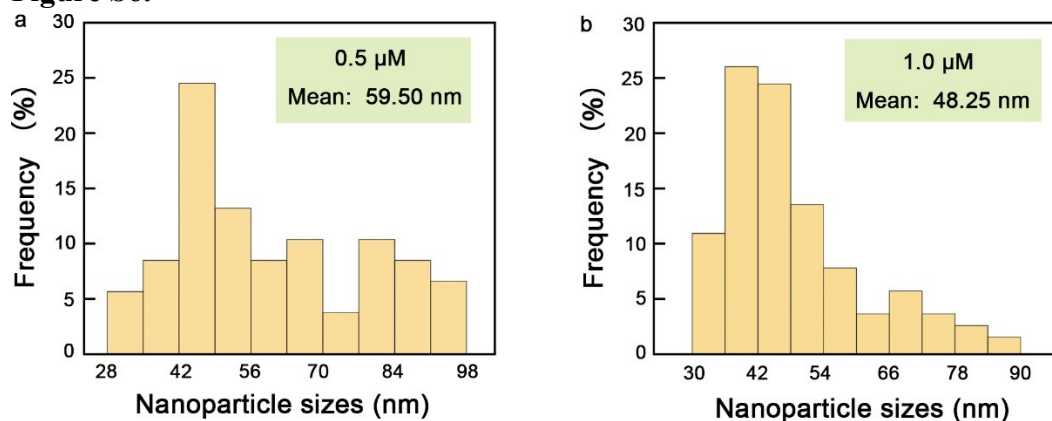 a
30
25
20
15
10
5
0
Frequency (%)
0.5 µM
Mean: 59.50 nm
28 42 56 70 84 98
Nanoparticle sizes (nm)
b
30
25
20
15
10
5
0
Frequency (%)
1.0 µM
Mean: 48.25 nm
30 42 54 66 78 90
Nanoparticle sizes (nm)